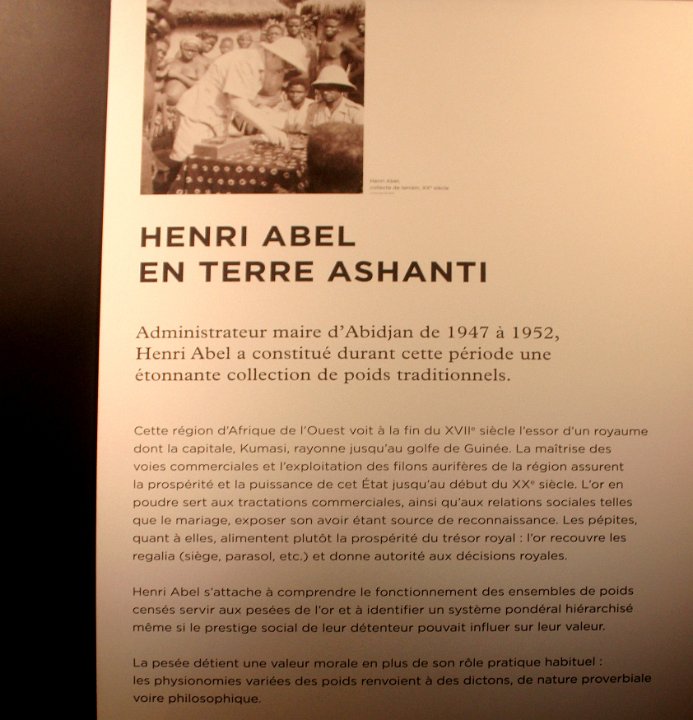 Henri Abel,
collecte de terrain, XXᵉ siècle
HENRI ABEL
EN TERRE ASHANTI
Administrateur maire d'Abidjan de 1947 à 1952,
Henri Abel a constitué durant cette période une
étonnante collection de poids traditionnels.
Cette région d'Afrique de l'Ouest voit à la fin du XVIIᵉ siècle l'essor d'un royaume
dont la capitale, Kumasi, rayonne jusqu'au golfe de Guinée. La maîtrise des
voies commerciales et l'exploitation des filons aurifères de la région assurent
la prospérité et la puissance de cet État jusqu'au début du XXᵉ siècle. L'or en
poudre sert aux tractations commerciales, ainsi qu'aux relations sociales telles
que le mariage, exposer son avoir étant source de reconnaissance. Les pépites,
quant à elles, alimentent plutôt la prospérité du trésor royal : l'or recouvre les
regalia (siège, parasol, etc.) et donne autorité aux décisions royales.
Henri Abel s'attache à comprendre le fonctionnement des ensembles de poids
censés servir aux pesées de l'or et à identifier un système pondéral hiérarchisé
même si le prestige social de leur détenteur pouvait influer sur leur valeur.
La pesée détient une valeur morale en plus de son rôle pratique habituel :
les physionomies variées des poids renvoient à des dictons, de nature proverbiale
voire philosophique.